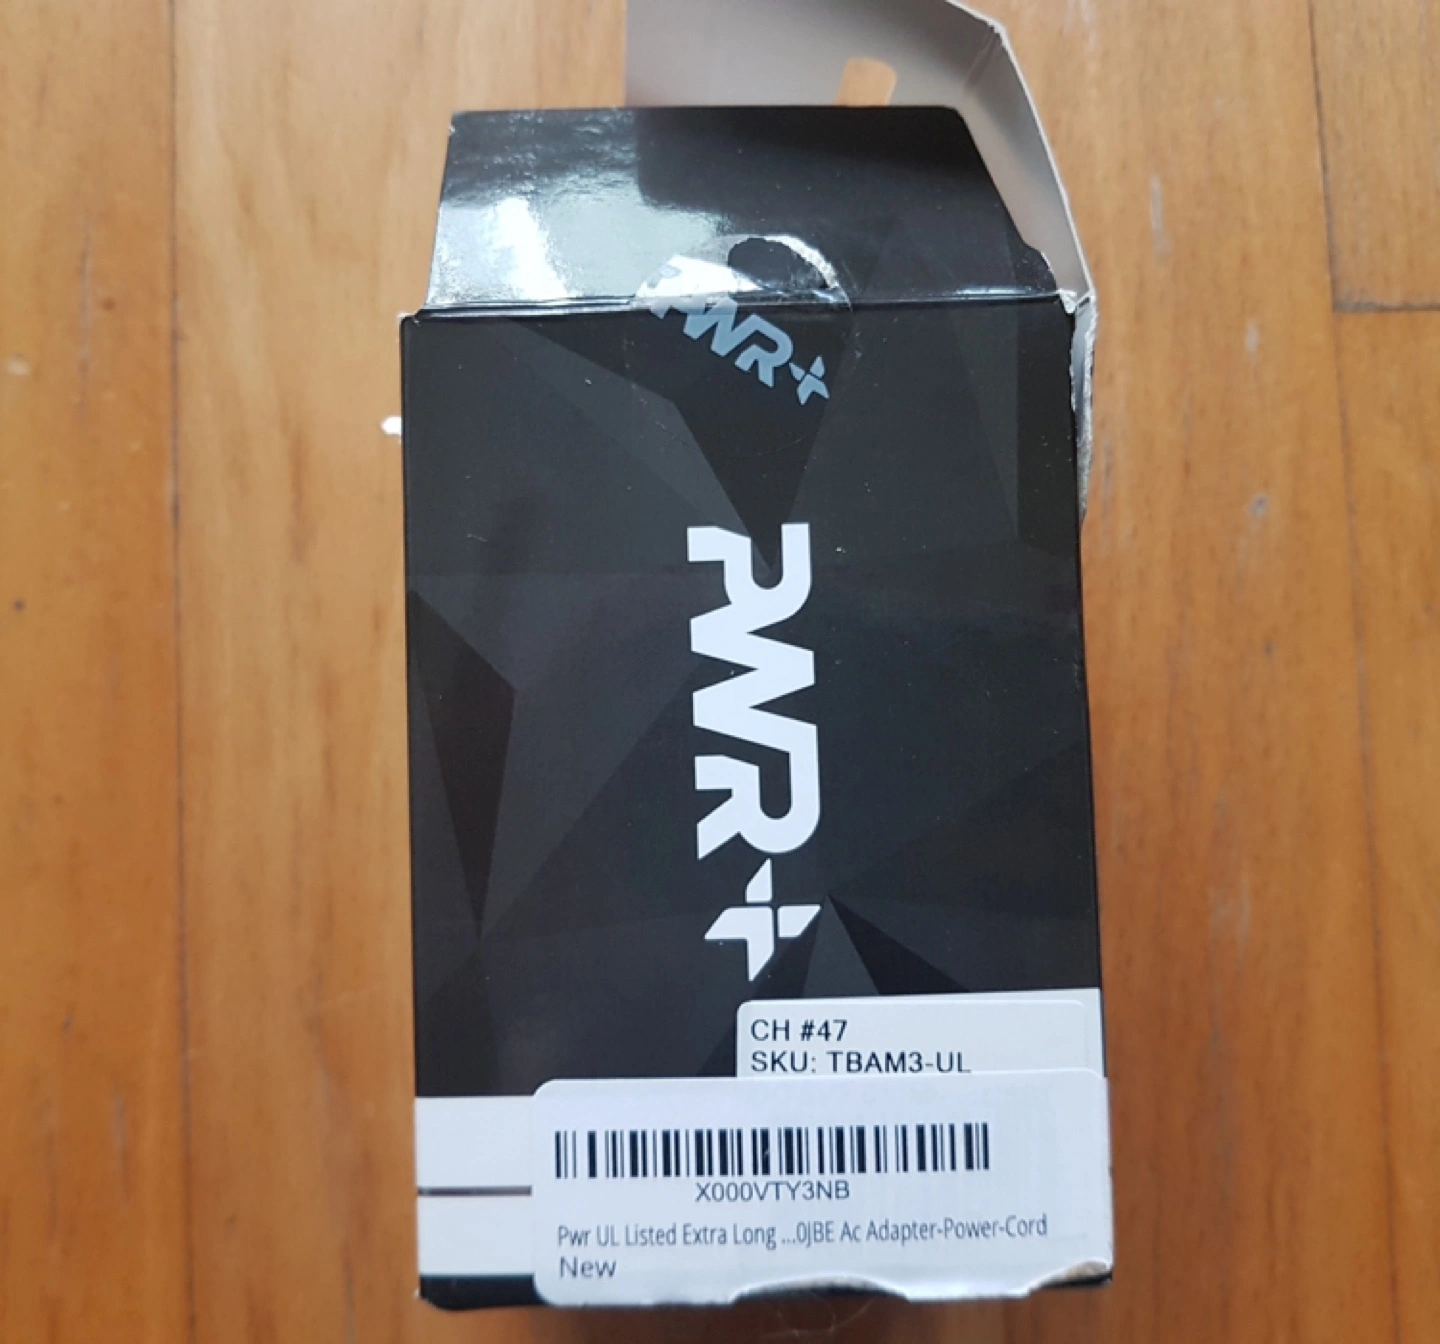 PWR+
PWR+
CH #47
SKU: TBAM3-UL
X000VTY3NB
Pwr UL Listed Extra Long ...0JBE Ac Adapter-Power-Cord
New